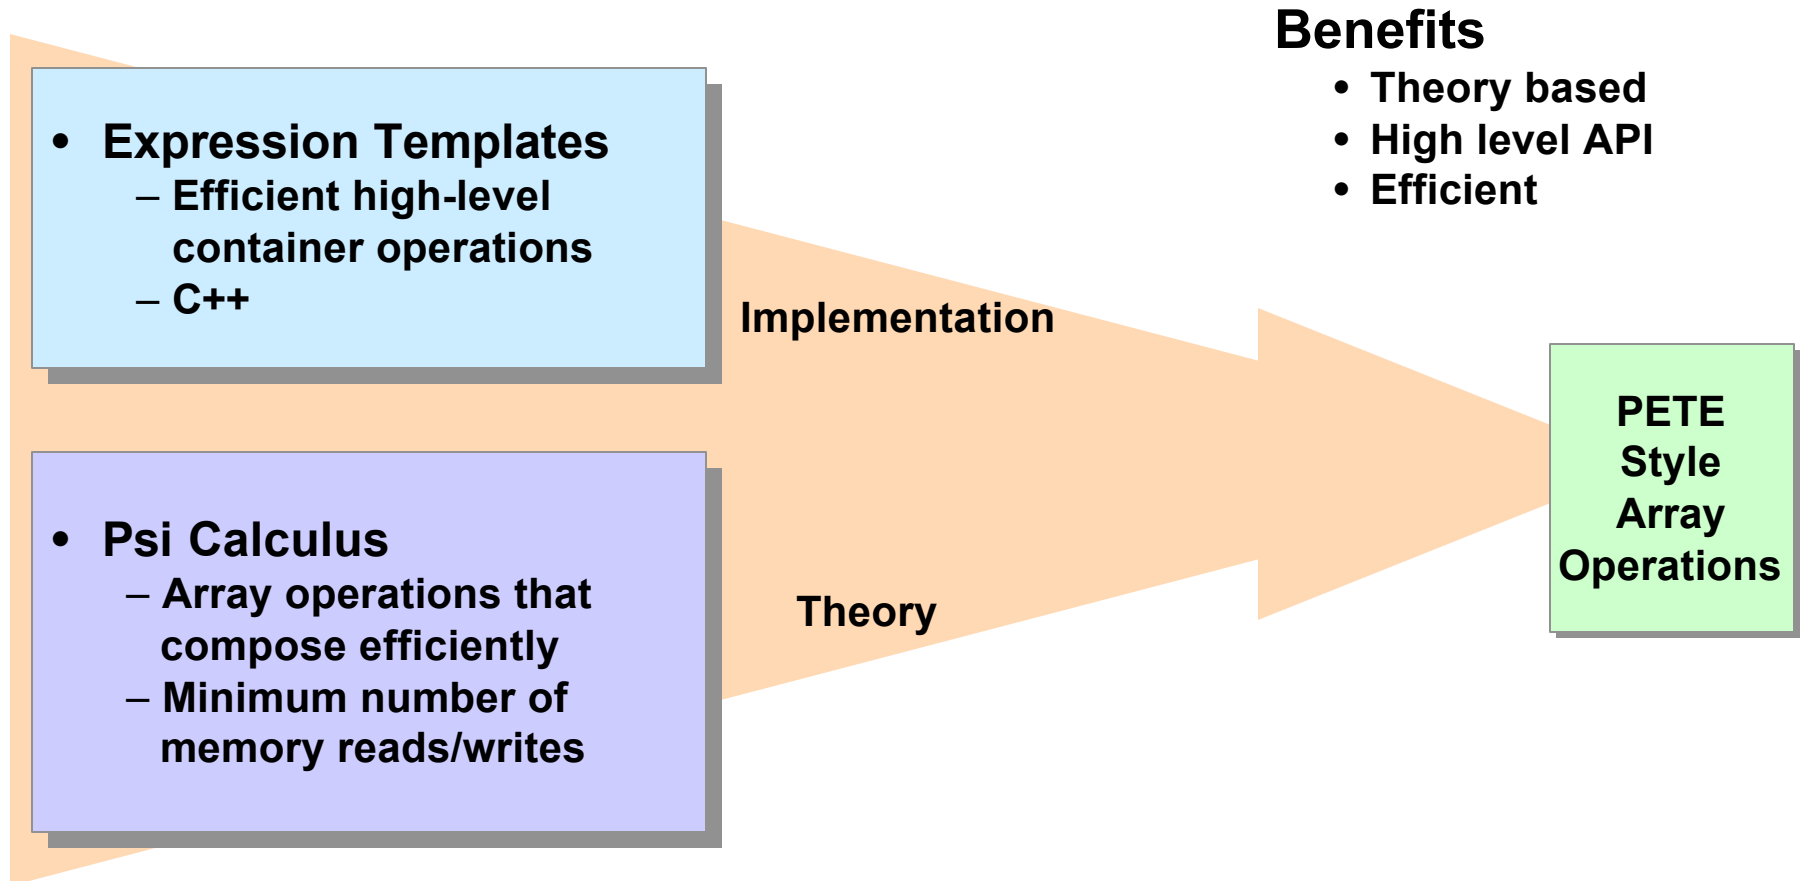 Benefits
• Theory based
• High level API
• Efficient
• Expression Templates
– Efficient high-level
container operations
– C++
Implementation
• Psi Calculus
– Array operations that
compose efficiently
– Minimum number of
memory reads/writes
Theory
PETE
Style
Array
Operations